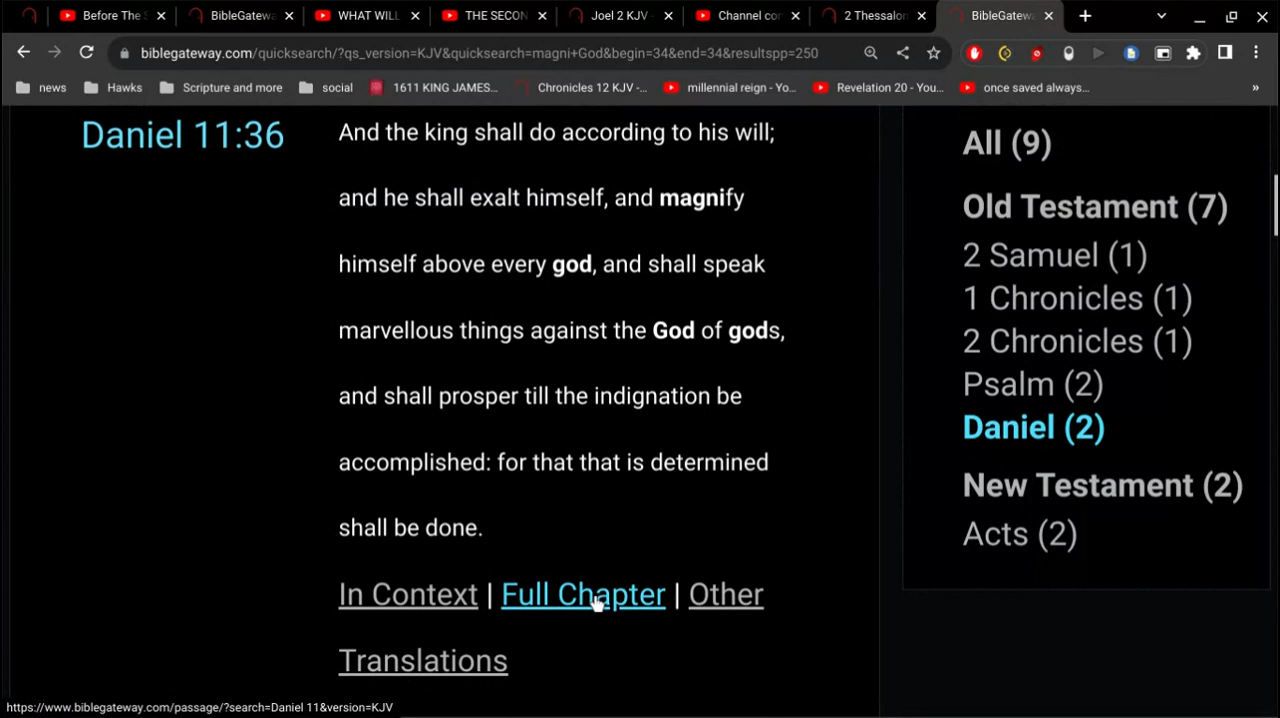 Before The S
BibleGatewa
WHAT WILL
THE SECON
Joel 2 KJV -
Channel con
2 Thessalon
BibleGatewa
biblegateway.com/quicksearch/?qs_version=KJV&quicksearch=magni+God&begin=34&end=34&resultspp=250
news
Hawks
Scripture and more
social
1611 KING JAMES...
Chronicles 12 KJV -...
millennial reign - Yo...
Revelation 20 - You...
once saved always...
»
Daniel 11:36
And the king shall do according to his will;
and he shall exalt himself, and magnify
himself above every god, and shall speak
marvellous things against the God of gods,
and shall prosper till the indignation be
accomplished: for that that is determined
shall be done.
In Context | Full Chapter | Other
Translations
All (9)
Old Testament (7)
2 Samuel (1)
1 Chronicles (1)
2 Chronicles (1)
Psalm (2)
Daniel (2)
New Testament (2)
Acts (2)
https://www.biblegateway.com/passage/?search=Daniel 11&version=KJV